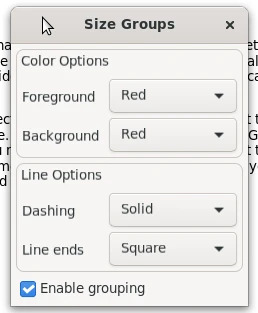 Size Groups
Color Options
Foreground Red
Background Red
Line Options
Dashing Solid
Line ends Square
Enable grouping